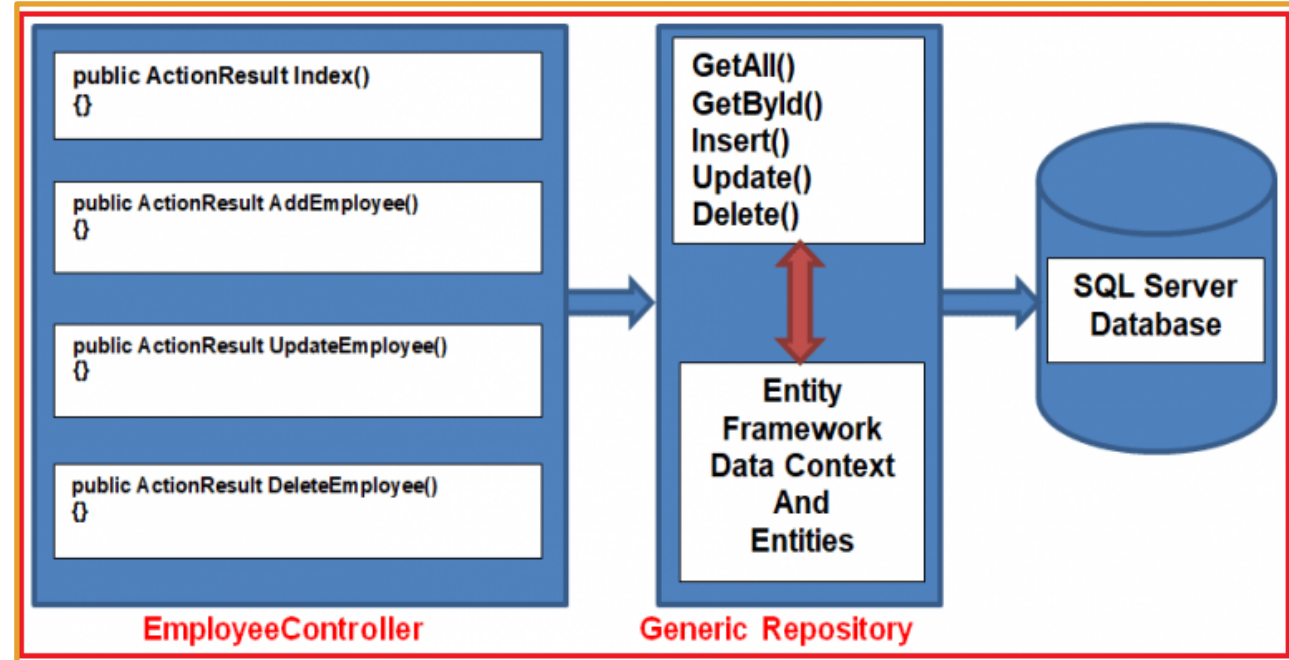 public ActionResult Index()
{}
public ActionResult AddEmployee()
{}
public ActionResult UpdateEmployee()
{}
public ActionResult DeleteEmployee()
{}
EmployeeController
GetAll()
GetById()
Insert()
Update()
Delete()
Entity
Framework
Data Context
And
Entities
Generic Repository
SQL Server
Database